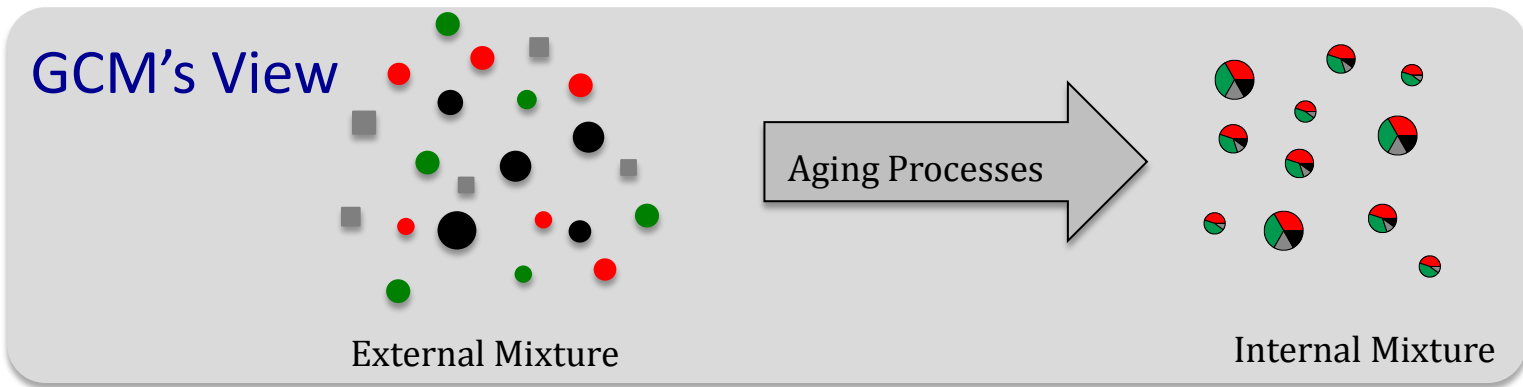 GCM’s View
Aging Processes
External Mixture
Internal Mixture